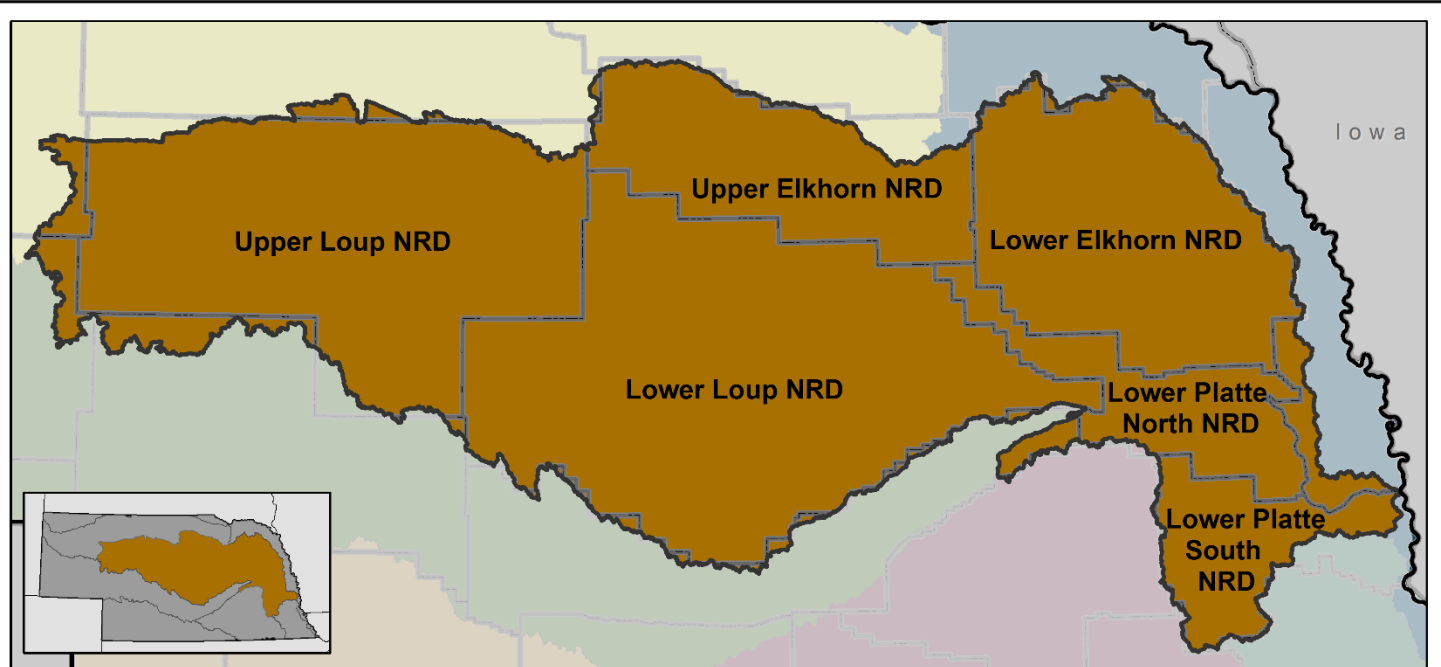 Iowa
Upper Elkhorn NRD
Upper Loup NRD
Lower Elkhorn NRD
Lower Loup NRD
Lower Platte
North NRD
Lower Platte
South
NRD